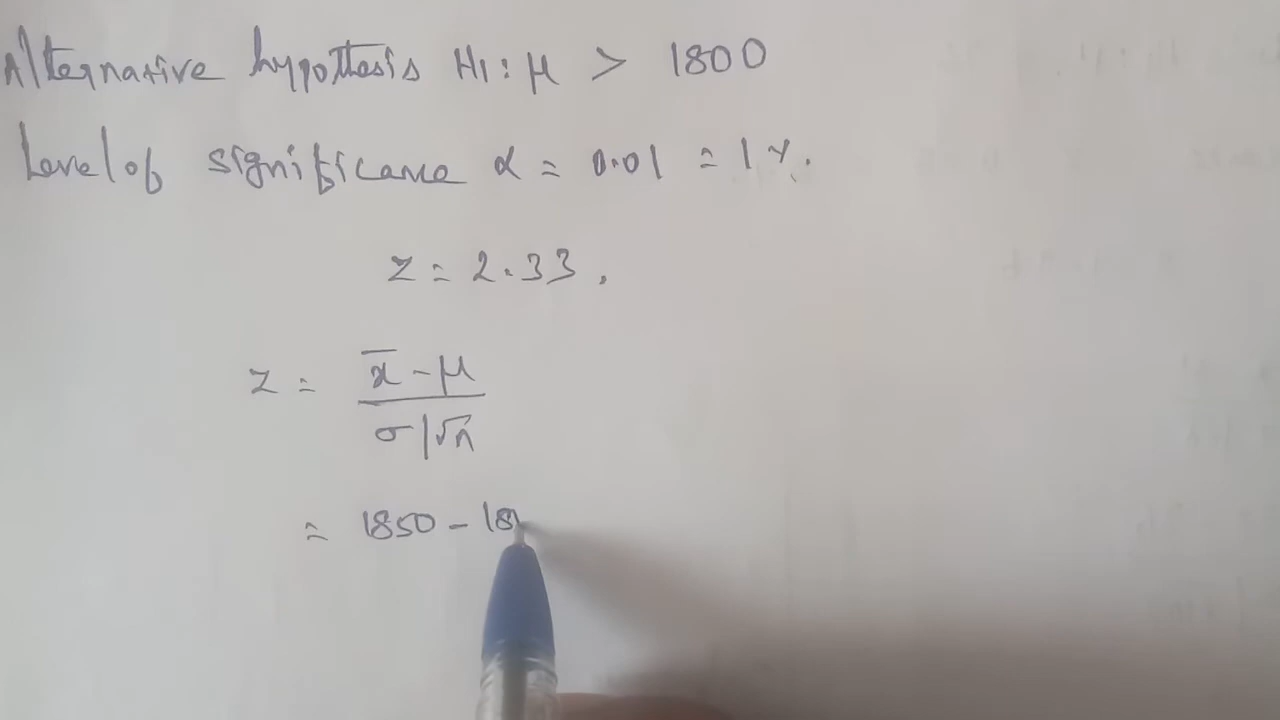 Alternative hypothesis H1 : μ > 1800
Level of significance α = 0.01 = 1 %.
z = 2.33.
z = x̄ - μ / σ/√n
= 1850 - 18